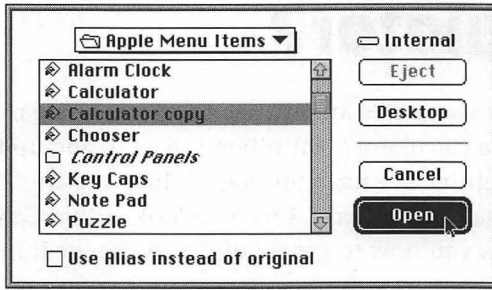 Apple Menu Items
Internal
Alarm Clock
Calculator
Calculator copy
Chooser
Control Panels
Key Caps
Note Pad
Puzzle
Eject
Desktop
Cancel
Open
Use Alias instead of original